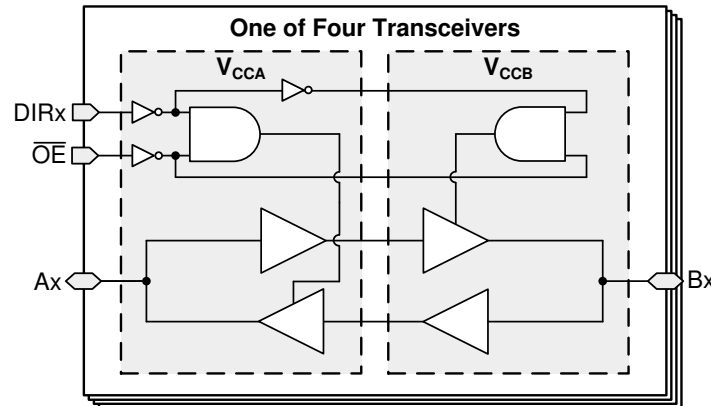 One of Four Transceivers
VCCA VCCB
DIRx
OE
Ax Bx